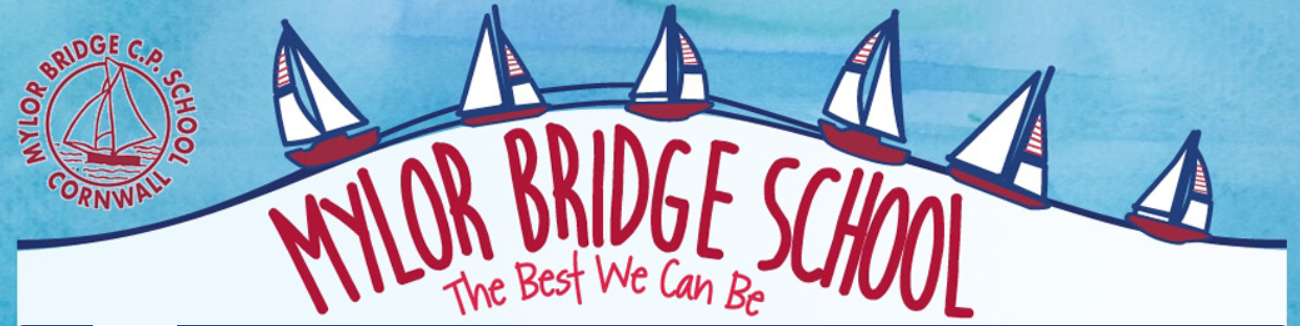 MYLOR BRIDGE C.P. SCHOOL
CORNWALL
MYLOR BRIDGE SCHOOL
The Best We Can Be